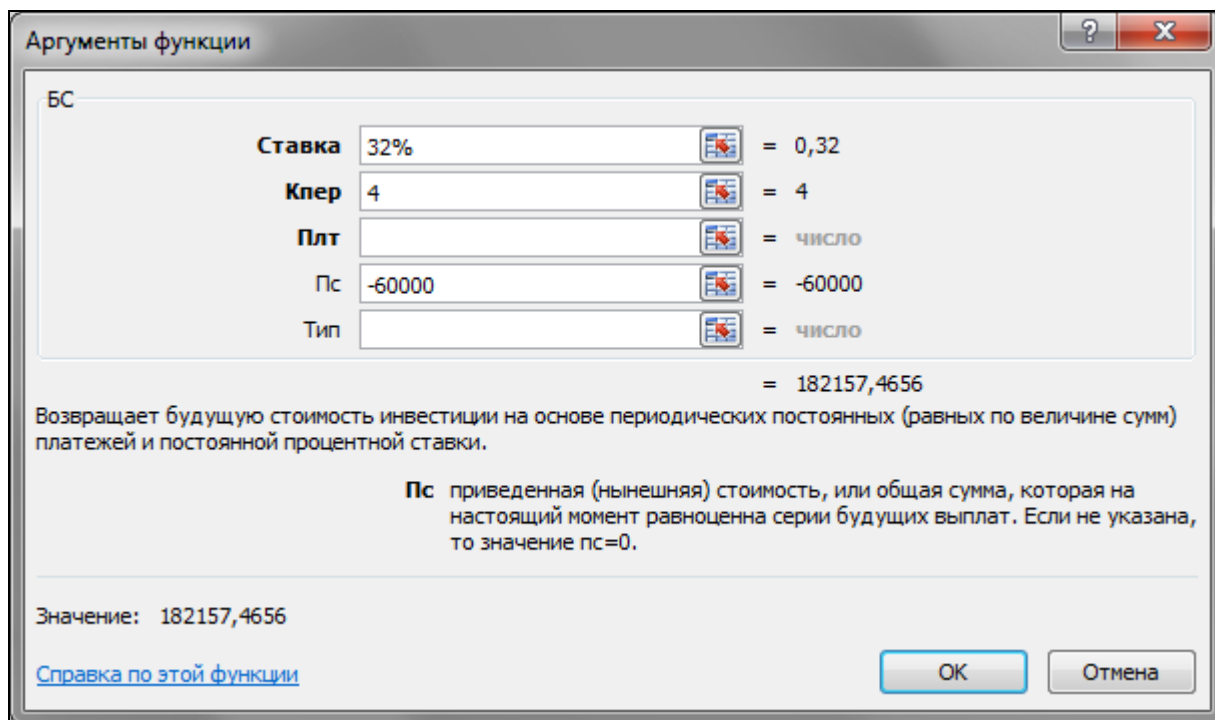 Аргументы функции
БС
Ставка 32% = 0,32
Кпер 4 = 4
Плт = число
Пс -60000 = -60000
Тип = число
= 182157,4656
Возвращает будущую стоимость инвестиции на основе периодических постоянных (равных по величине сумм)
платежей и постоянной процентной ставки.
Пс приведенная (нынешняя) стоимость, или общая сумма, которая на
настоящий момент равноценна серии будущих выплат. Если не указана,
то значение пс=0.
Значение: 182157,4656
Справка по этой функции ОК Отмена